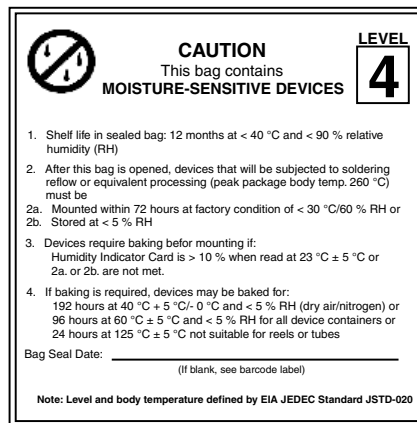 LEVEL
4
CAUTION
This bag contains
MOISTURE-SENSITIVE DEVICES
1. Shelf life in sealed bag: 12 months at < 40 °C and < 90 % relative
humidity (RH)
2. After this bag is opened, devices that will be subjected to soldering
reflow or equivalent processing (peak package body temp. 260 °C)
must be
2a. Mounted within 72 hours at factory condition of < 30 °C/60 % RH or
2b. Stored at < 5 % RH
3. Devices require baking befor mounting if:
Humidity Indicator Card is > 10 % when read at 23 °C ± 5 °C or
2a. or 2b. are not met.
4. If baking is required, devices may be baked for:
192 hours at 40 °C + 5 °C/- 0 °C and < 5 % RH (dry air/nitrogen) or
96 hours at 60 °C ± 5 °C and < 5 % RH for all device containers or
24 hours at 125 °C ± 5 °C not suitable for reels or tubes
Bag Seal Date:
(If blank, see barcode label)
Note: Level and body temperature defined by EIA JEDEC Standard JSTD-020